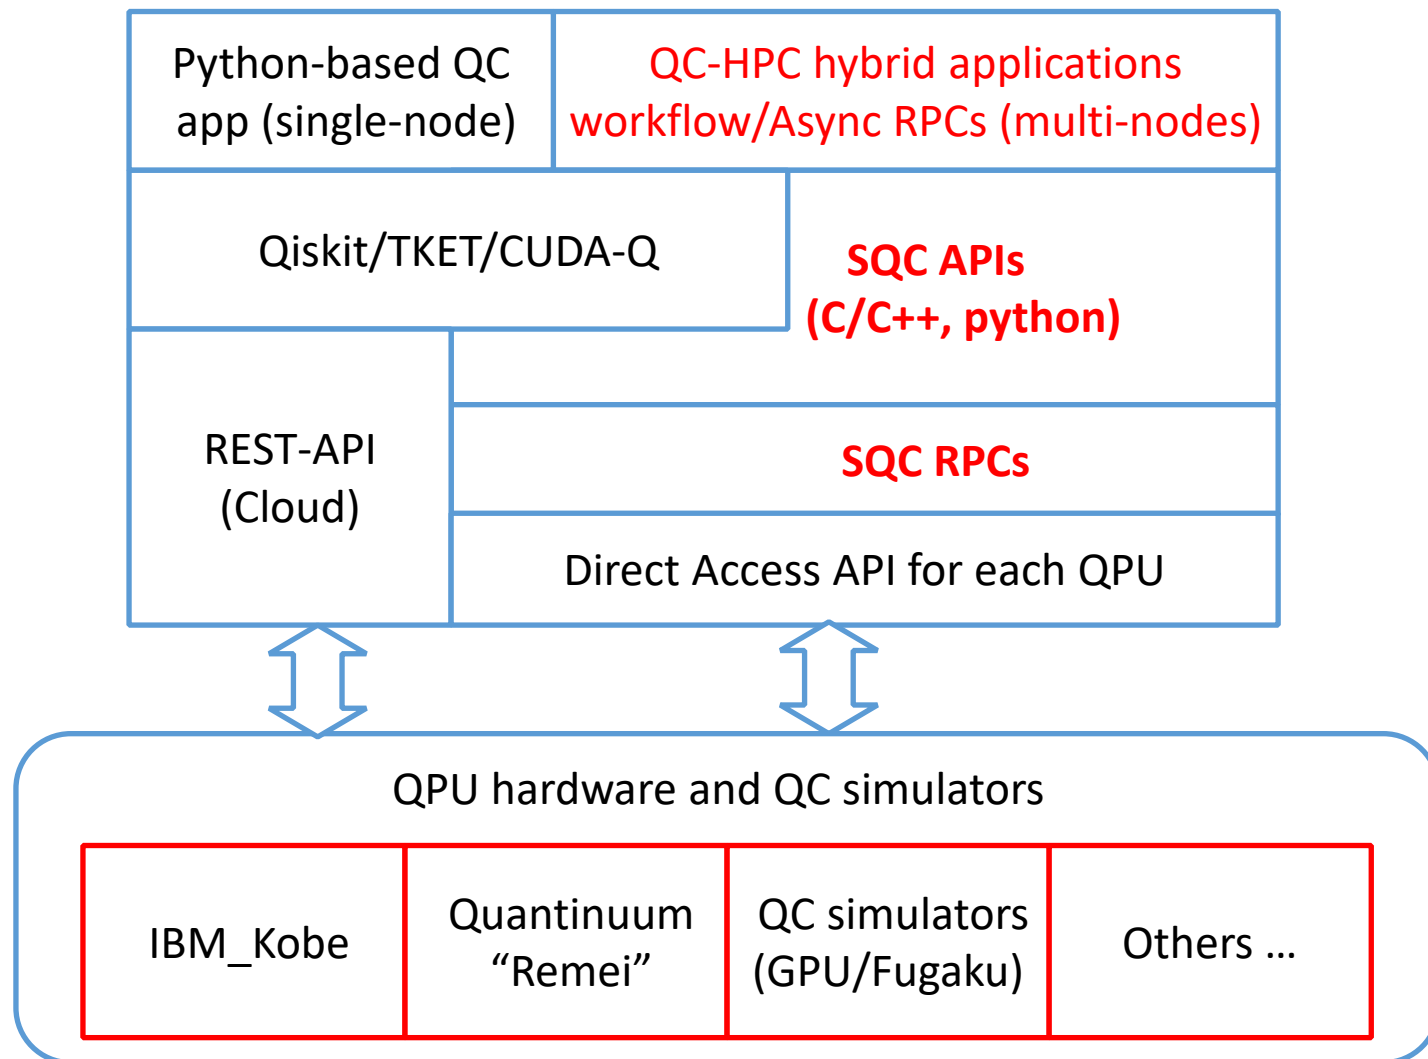 Python-based QC
app (single-node)
QC-HPC hybrid applications
workflow/Async RPCs (multi-nodes)
Qiskit/TKET/CUDA-Q
SQC APIs
(C/C++, python)
REST-API
(Cloud)
SQC RPCs
Direct Access API for each QPU
QPU hardware and QC simulators
IBM_Kobe
Quantinuum
“Remei”
QC simulators
(GPU/Fugaku)
Others ...